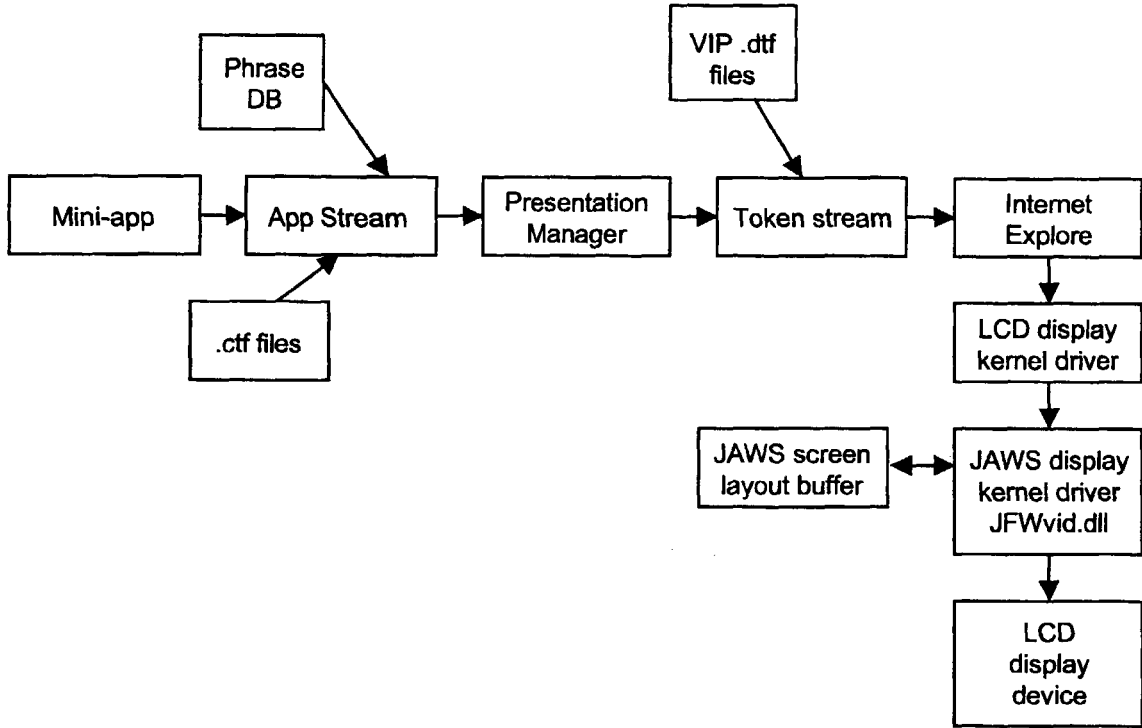 Phrase
DB
VIP .dtf
files
Mini-app
App Stream
Presentation
Manager
Token stream
Internet
Explore
.ctf files
LCD display
kernel driver
JAWS screen
layout buffer
JAWS display
kernel driver
JFWvid.dll
LCD
display
device